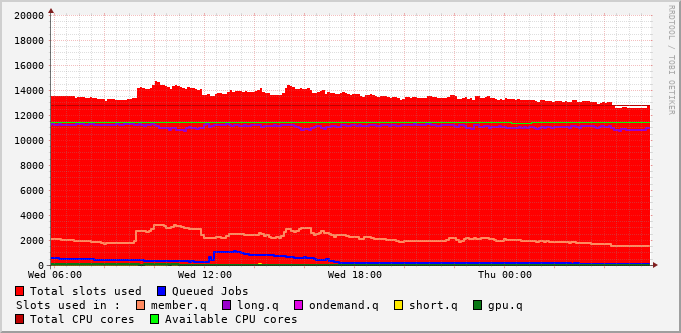 20000
18000
16000
14000
12000
10000
8000
6000
4000
2000
0
Wed 06:00 Wed 12:00 Wed 18:00 Thu 00:00
Total slots used Queued Jobs
Slots used in : member.q long.q ondemand.q short.q gpu.q
Total CPU cores Available CPU cores
RRDTOOL / TOBI OETIKER